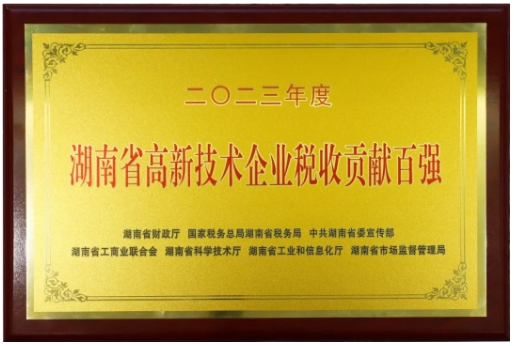 二〇二三年度
湖南省高新技术企业税收贡献百强
湖南省财政厅 国家税务总局湖南省税务局 中共湖南省委宣传部
湖南省工商业联合会 湖南省科学技术厅 湖南省工业和信息化厅 湖南省市场监督管理局